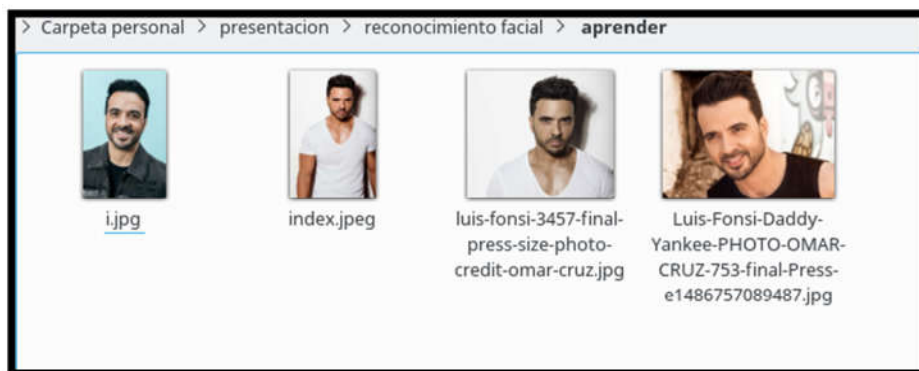 > Carpeta personal > presentacion > reconocimiento facial > aprender
i.jpg
index.jpeg
luis-fonsi-3457-final-
press-size-photo-
credit-omar-cruz.jpg
Luis-Fonsi-Daddy-
Yankee-PHOTO-OMAR-
CRUZ-753-final-Press-
e1486757089487.jpg